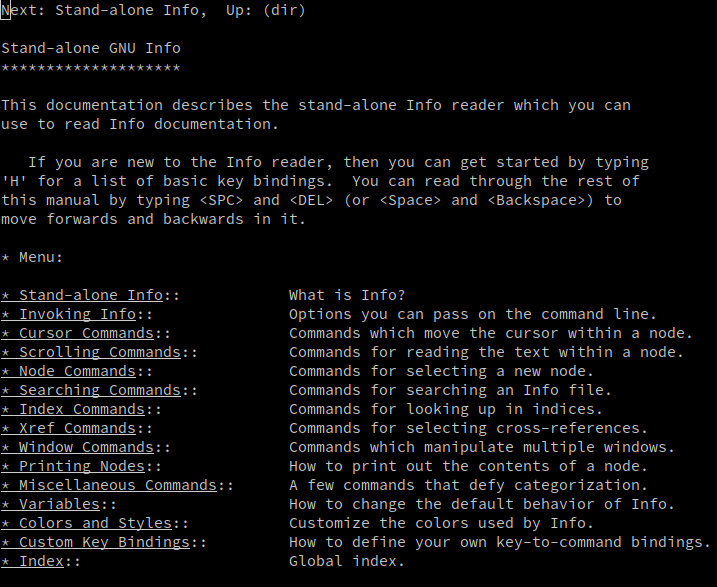 Next: Stand-alone Info,  Up: (dir)
Stand-alone GNU Info
********************
This documentation describes the stand-alone Info reader which you can
use to read Info documentation.
If you are new to the Info reader, then you can get started by typing
'H' for a list of basic key bindings.  You can read through the rest of
this manual by typing <SPC> and <DEL> (or <Space> and <Backspace>) to
move forwards and backwards in it.
* Menu:
* Stand-alone Info::            What is Info?
* Invoking Info::               Options you can pass on the command line.
* Cursor Commands::             Commands which move the cursor within a node.
* Scrolling Commands::          Commands for reading the text within a node.
* Node Commands::               Commands for selecting a new node.
* Searching Commands::          Commands for searching an Info file.
* Index Commands::              Commands for looking up in indices.
* Xref Commands::               Commands for selecting cross-references.
* Window Commands::             Commands which manipulate multiple windows.
* Printing Nodes::              How to print out the contents of a node.
* Miscellaneous Commands::      A few commands that defy categorization.
* Variables::                   How to change the default behavior of Info.
* Colors and Styles::           Customize the colors used by Info.
* Custom Key Bindings::         How to define your own key-to-command bindings.
* Index::                       Global index.